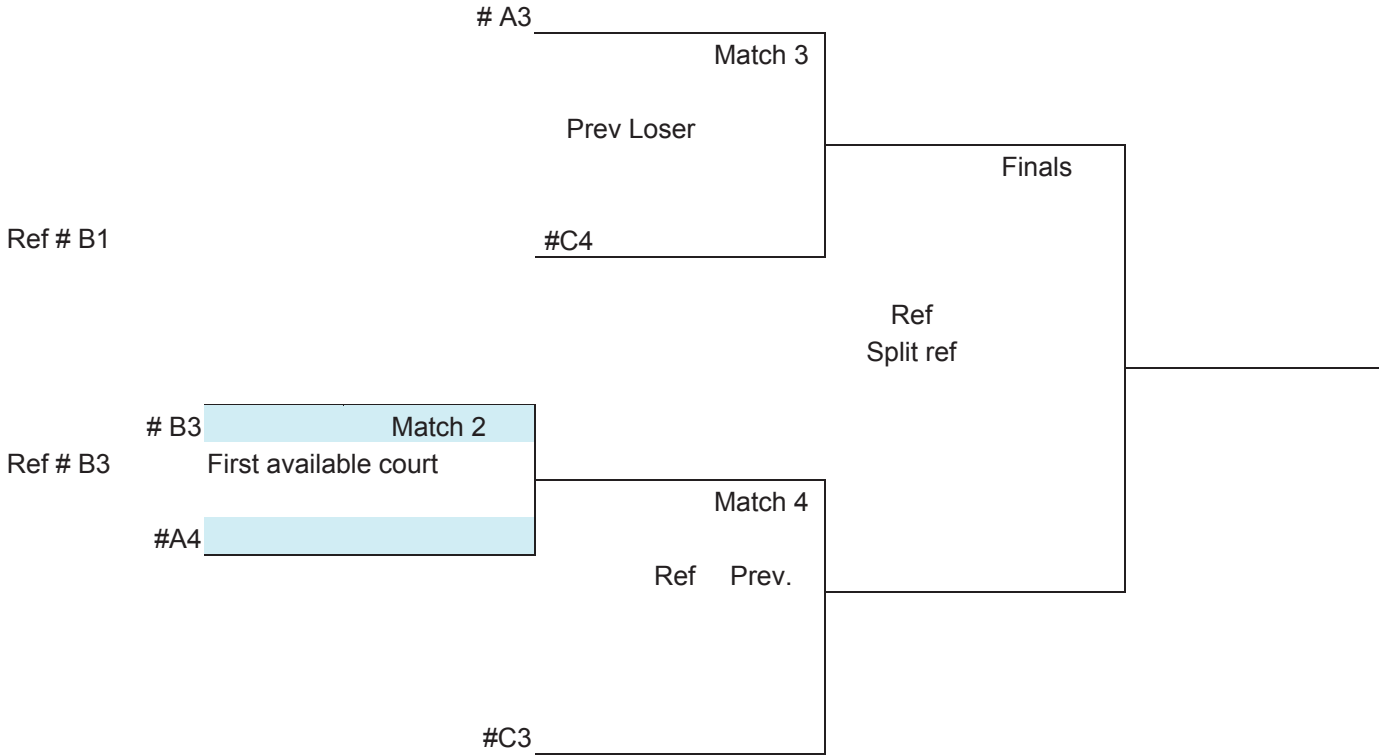 # A3
Match 3
Prev Loser
Finals
Ref # B1
#C4
Ref
Split ref
# B3 Match 2
Ref # B3 First available court
Match 4
#A4
Ref Prev.
#C3